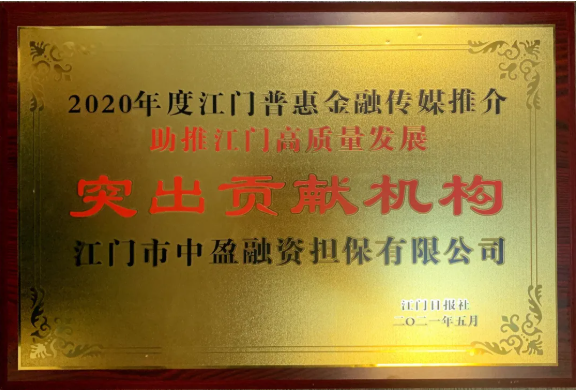 2020年度江门普惠金融传媒推介
助推江门高质量发展
突出贡献机构
江门市中盈融资担保有限公司
江门日报社
二〇二一年五月